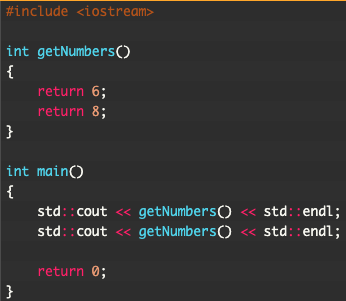 #include <iostream>

int getNumbers()
{
    return 6;
    return 8;
}

int main()
{
    std::cout << getNumbers() << std::endl;
    std::cout << getNumbers() << std::endl;

    return 0;
}